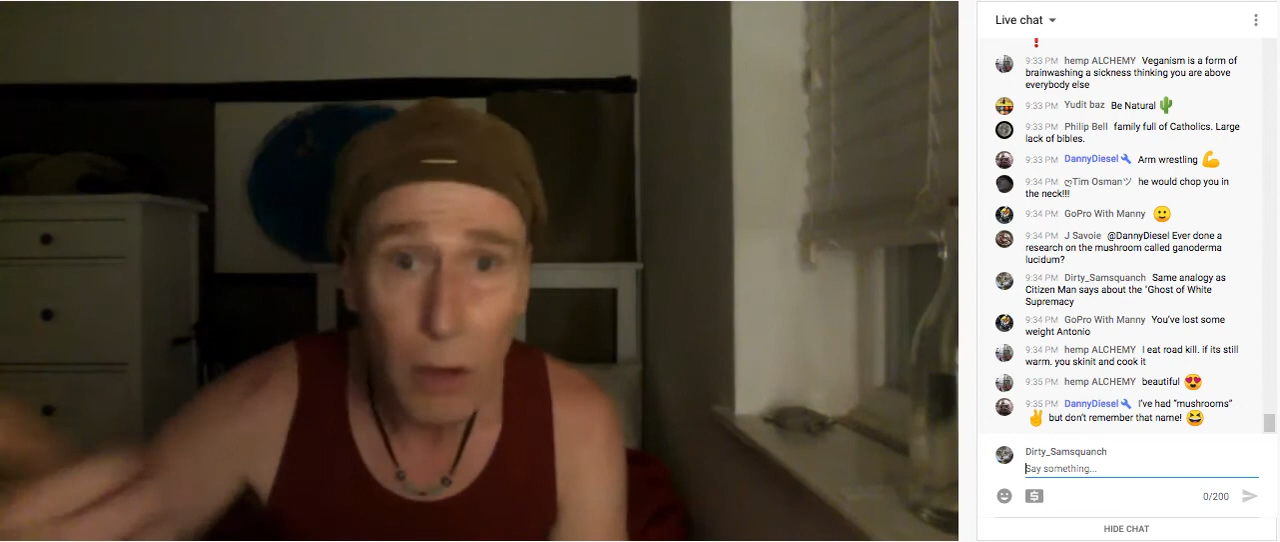 Live chat
9:33 PM hemp ALCHEMY Veganism is a form of
brainwashing a sickness thinking you are above
everybody else
9:33 PM Yudit baz Be Natural 🌵
9:33 PM Philip Bell family full of Catholics. Large
lack of bibles.
9:33 PM DannyDiesel Arm wrestling 💪
9:34 PM ღTim Osmanツ he would chop you in
the neck!!!
9:34 PM GoPro With Manny 🙂
9:34 PM J Savoie @DannyDiesel Ever done a
research on the mushroom called ganoderma
lucidum?
9:34 PM Dirty_Samsquanch Same analogy as
Citizen Man says about the "Ghost of White
Supremacy
9:34 PM GoPro With Manny You've lost some
weight Antonio
9:34 PM hemp ALCHEMY I eat road kill. if its still
warm. you skinit and cook it
9:35 PM hemp ALCHEMY beautiful 😍
9:35 PM DannyDiesel I've had "mushrooms"
✌️ but don't remember that name! 😆
Dirty_Samsquanch
Say something...
0/200
HIDE CHAT